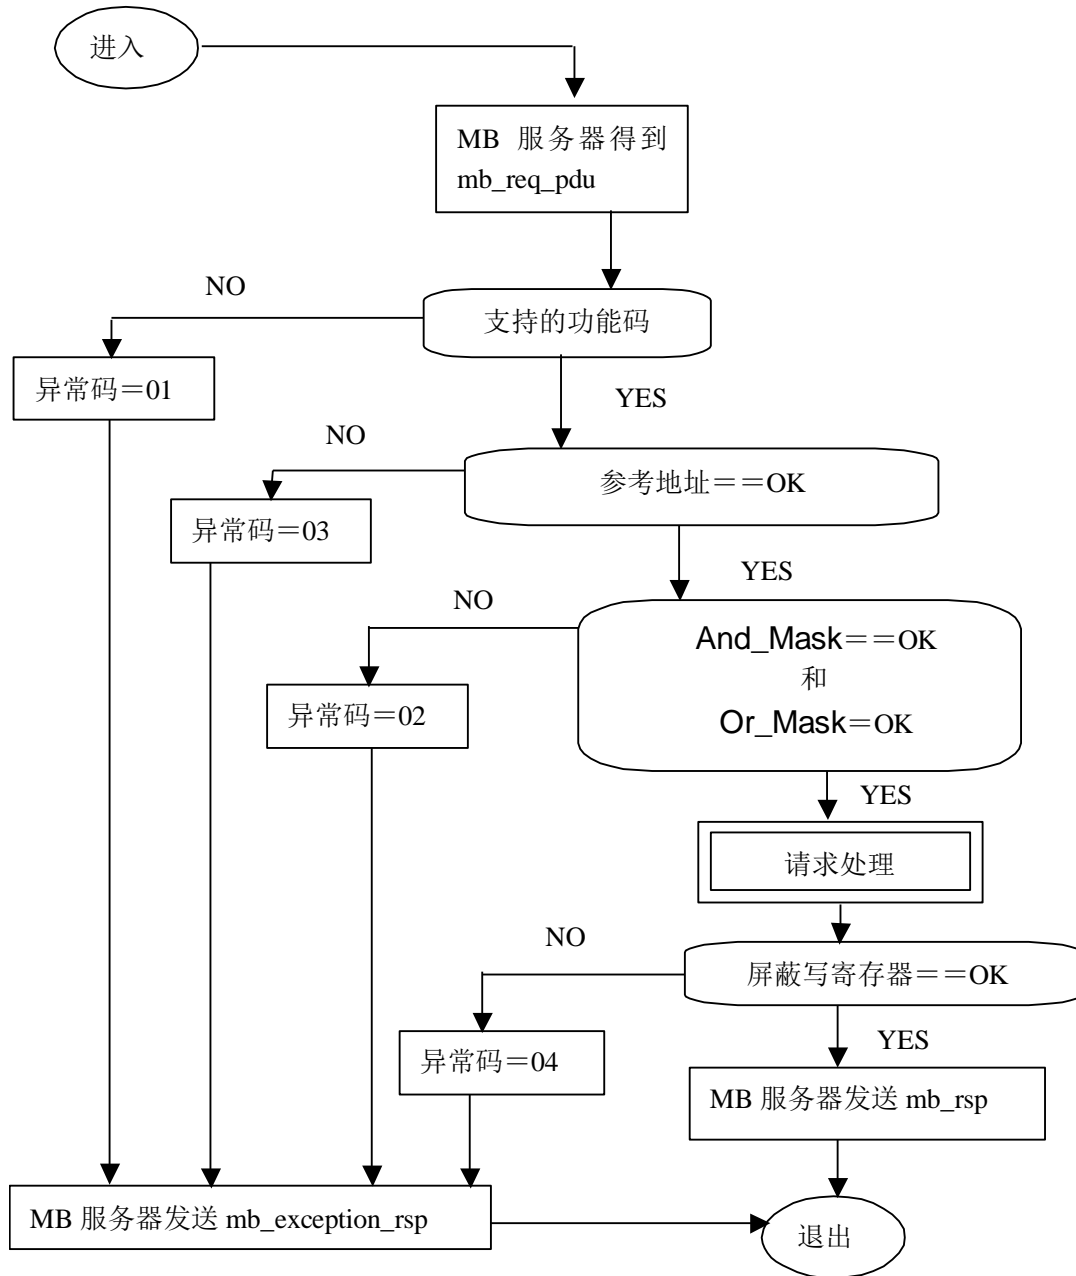 进入
MB 服务器得到
mb_req_pdu
NO
支持的功能码
异常码＝01
YES
NO
参考地址＝＝OK
异常码＝03
YES
NO
And_Mask＝＝OK
和
Or_Mask=OK
异常码＝02
YES
请求处理
NO
屏蔽写寄存器＝＝OK
YES
异常码＝04
MB 服务器发送 mb_rsp
MB 服务器发送 mb_exception_rsp
退出